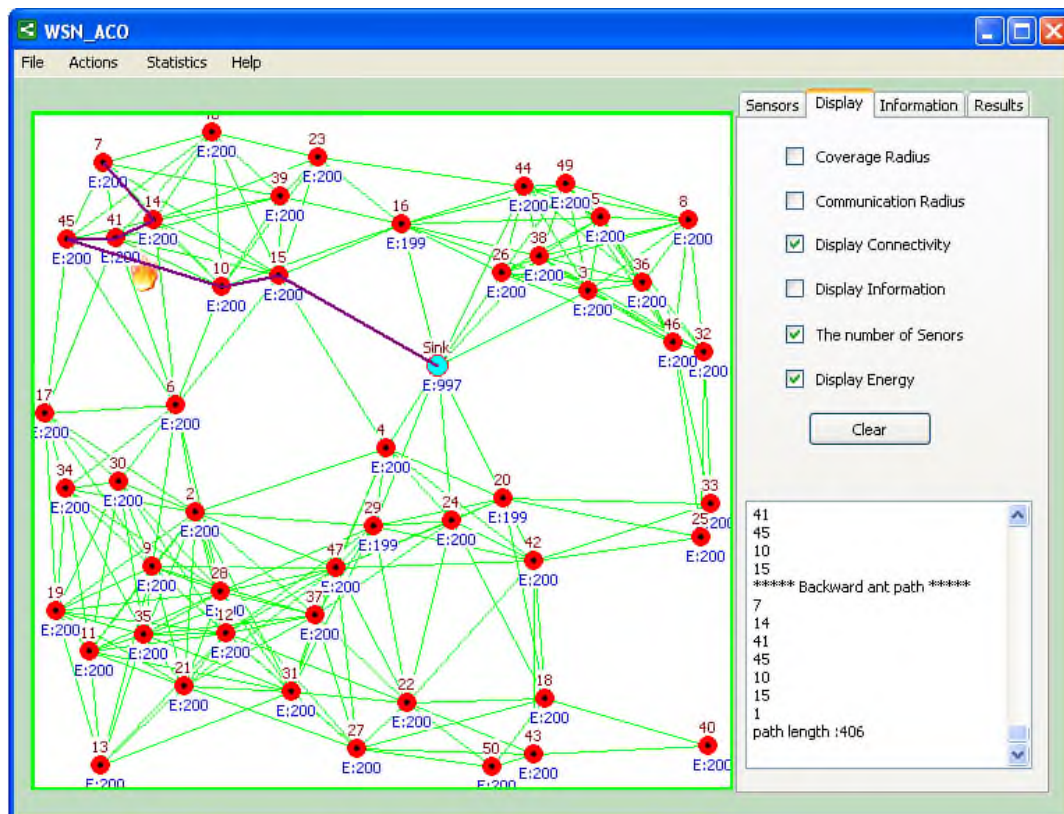 WSN_ACO
File Actions Statistics Help
Sensors Display Information Results
Coverage Radius
Communication Radius
Display Connectivity
Display Information
The number of Senors
Display Energy
Clear
41
45
10
15
***** Backward ant path *****
7
14
41
45
10
15
1
path length :406
7
E:200
E:200
23
E:200
39
E:200
14
E:200
45
E:200
41
E:200
10
E:200
15
E:200
16
E:199
44
E:200
49
E:200
5
E:200
8
E:200
38
E:200
26
E:200
3
E:200
36
E:200
46
E:200
32
E:200
Sink
E:997
17
E:200
6
E:200
4
E:200
34
E:200
30
E:200
2
E:200
29
E:199
24
E:200
20
E:199
33
25
E:200
9
E:200
28
47
E:200
42
E:200
19
E:200
35
E:200
12
E:200
37
E:200
11
E:200
21
E:200
31
E:200
22
E:200
18
E:200
13
E:200
27
E:200
50
E:200
43
E:200
40
E:200